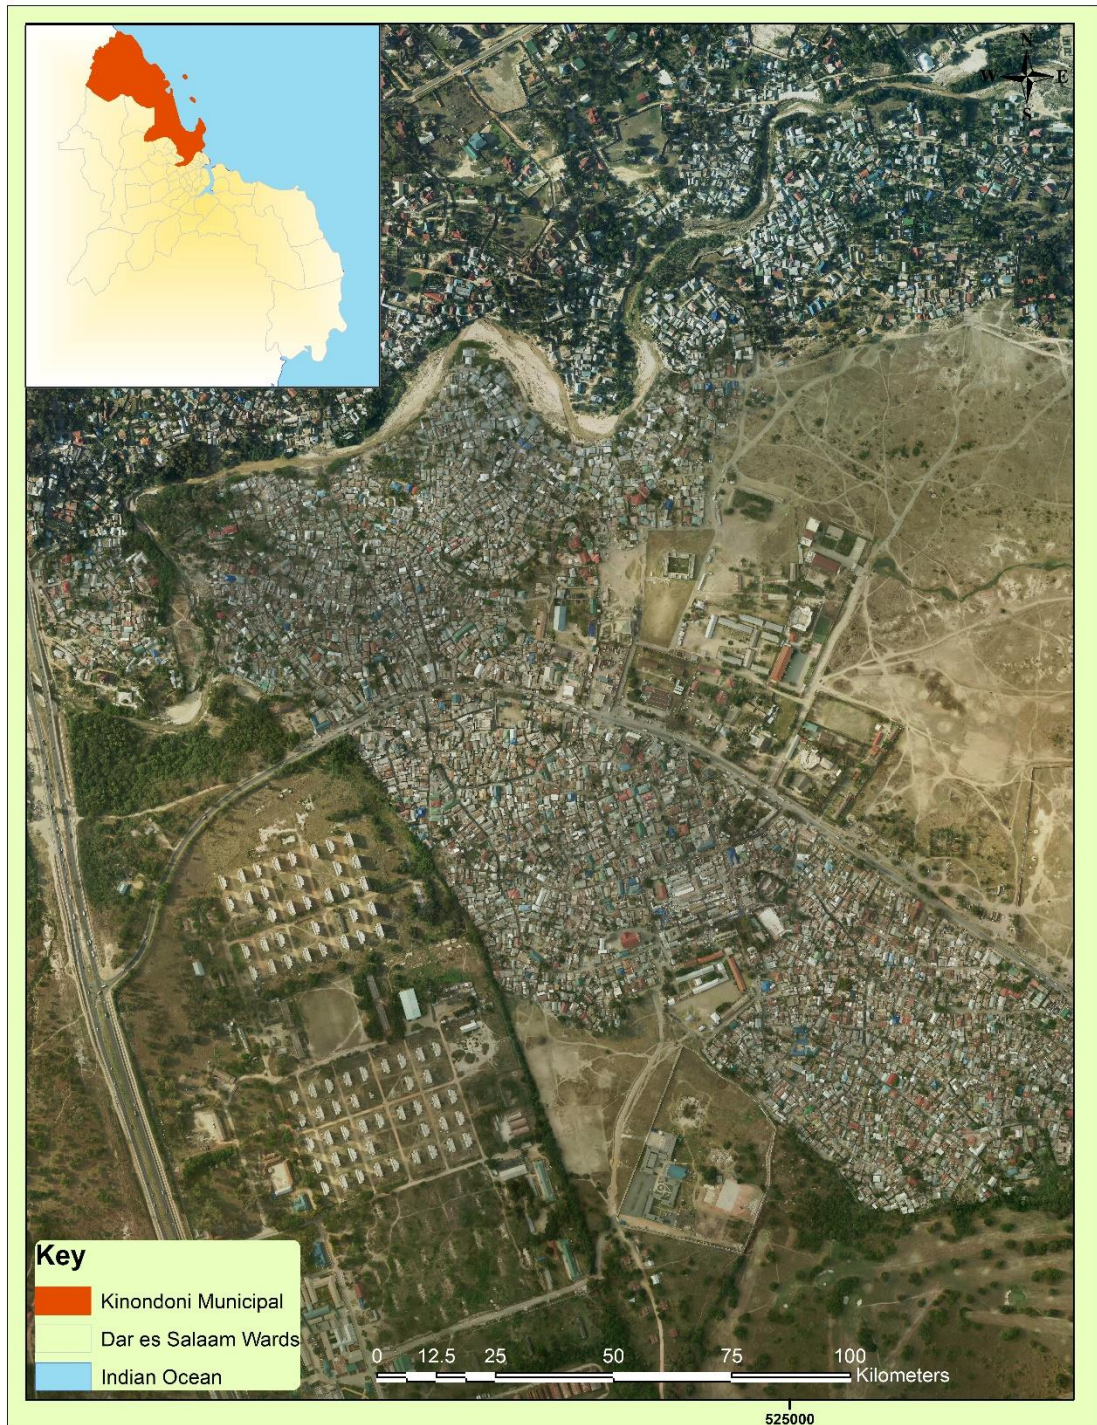 N
W E
S
Key
Kinondoni Municipal
Dar es Salaam Wards
Indian Ocean
0 12.5 25 50 75 100
Kilometers
525000